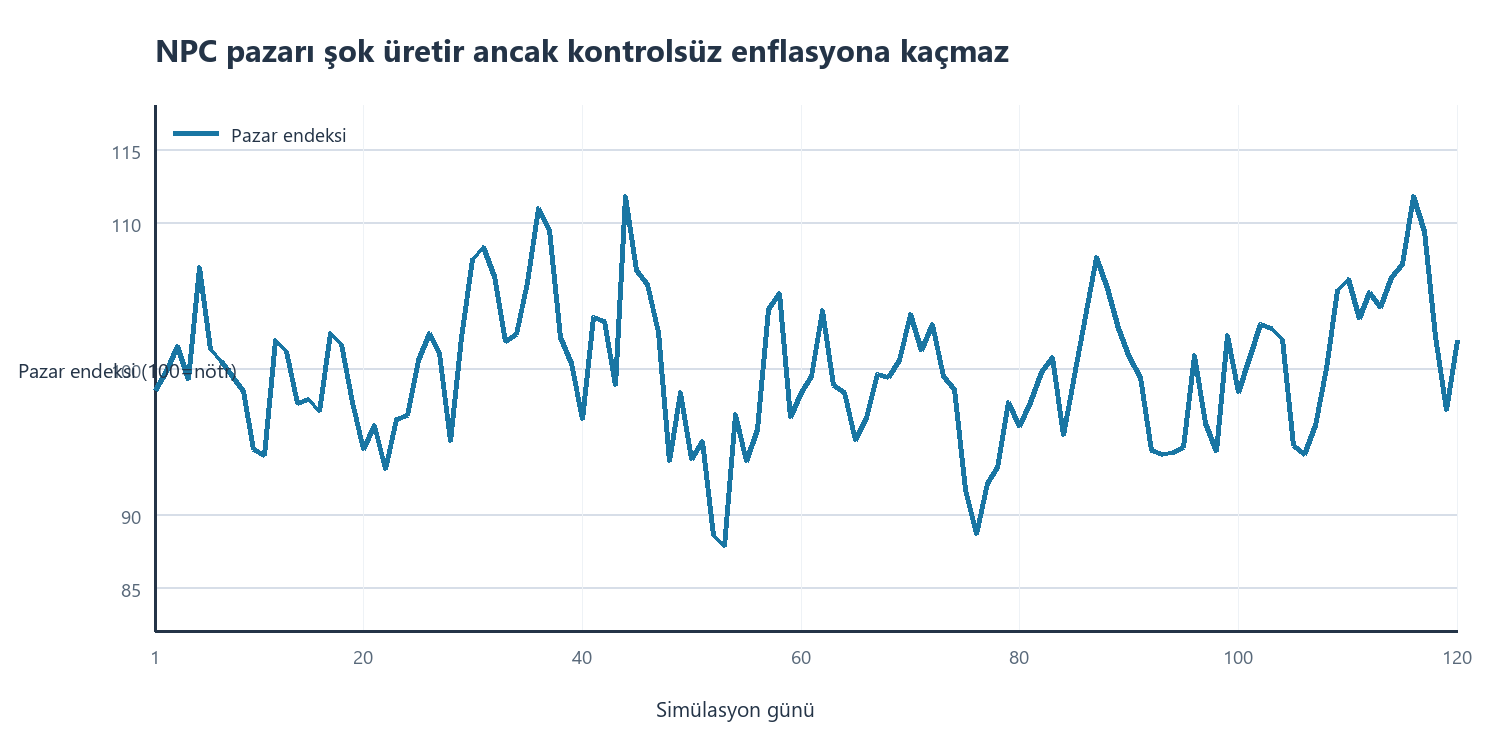 NPC pazarı şok üretir ancak kontrolsüz enflasyona kaçmaz
Pazar endeksi
115
110
Pazar endeksi (100=nötr)
100
90
85
1 20 40 60 80 100 120
Simülasyon günü